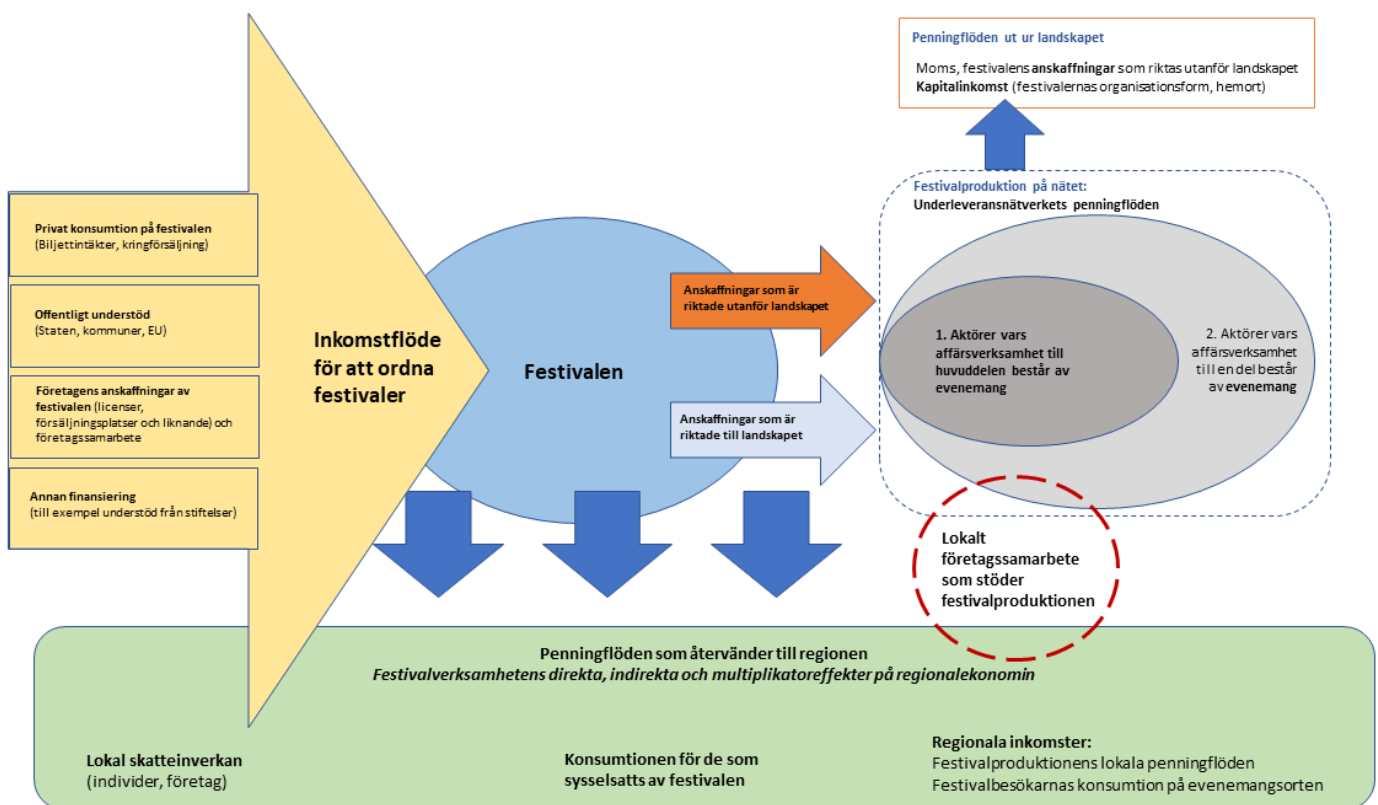 Penningflöden ut ur landskapet
Moms, festivalens anskaffningar som riktas utanför landskapet
Kapitalinkomst (festivalernas organisationsform, hemort)
Privat konsumtion på festivalen
(Biljettintäkter, kringförsäljning)
Offentligt understöd
(Staten, kommuner, EU)
Företagens anskaffningar av
festivalen (licenser,
försäljningsplatser och liknande) och
företagssamarbete
Annan finansiering
(till exempel understöd från stiftelser)
Inkomstflöde
för att ordna
festivaler
Festivalen
Anskaffningar som är
riktade utanför landskapet
Anskaffningar som är
riktade till landskapet
Festivalproduktion på nätet:
Underleveransnätverkets penningflöden
1. Aktörer vars
affärsverksamhet till
huvuddelen består av
evenemang
2. Aktörer vars
affärsverksamhet
till en del består
av evenemang
Lokalt
företagssamarbete
som stöder
festivalproduktionen
Penningflöden som återvänder till regionen
Festivalverksamhetens direkta, indirekta och multiplikatoreffekter på regionalekonomin
Lokal skatteinverkan
(individer, företag)
Konsumtionen för de som
sysselsatts av festivalen
Regionala inkomster:
Festivalproduktionens lokala penningflöden
Festivalbesökarnas konsumtion på evenemangsorten